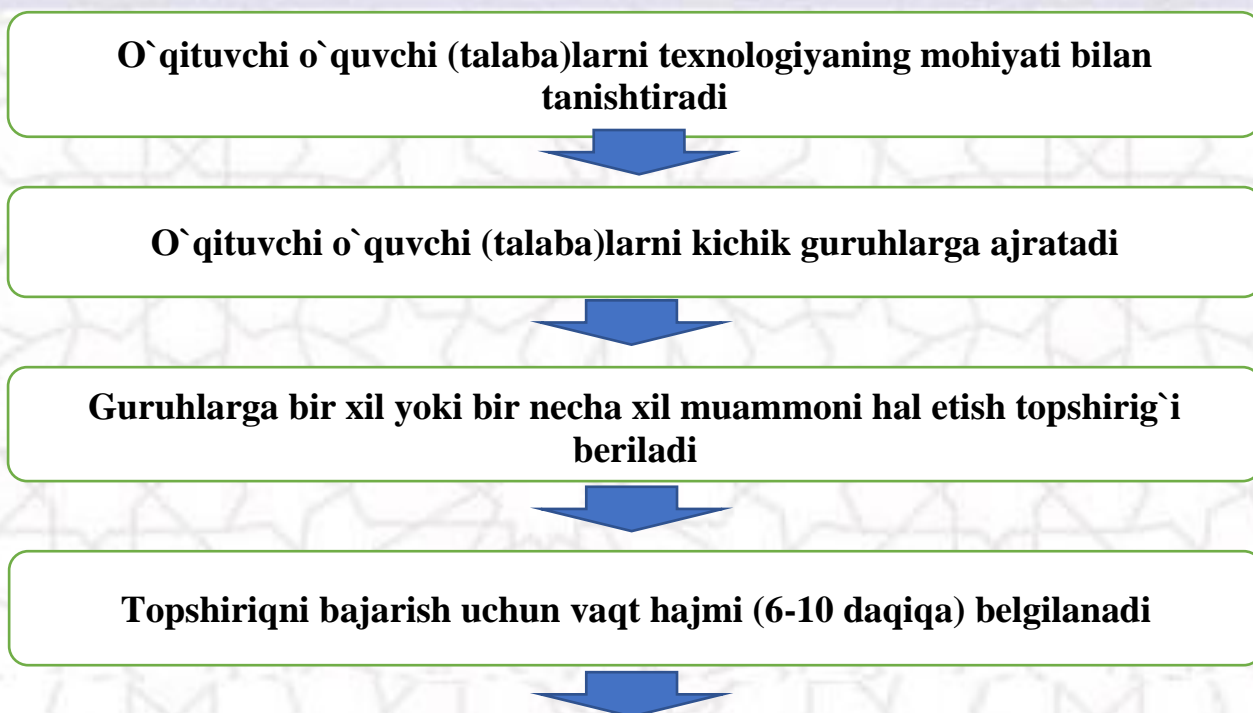 O`qituvchi o`quvchi (talaba)larni texnologiyaning mohiyati bilan
tanishtiradi
O`qituvchi o`quvchi (talaba)larni kichik guruhlarga ajratadi
Guruhlarga bir xil yoki bir necha xil muammoni hal etish topshirig`i
beriladi
Topshiriqni bajarish uchun vaqt hajmi (6-10 daqiqa) belgilanadi